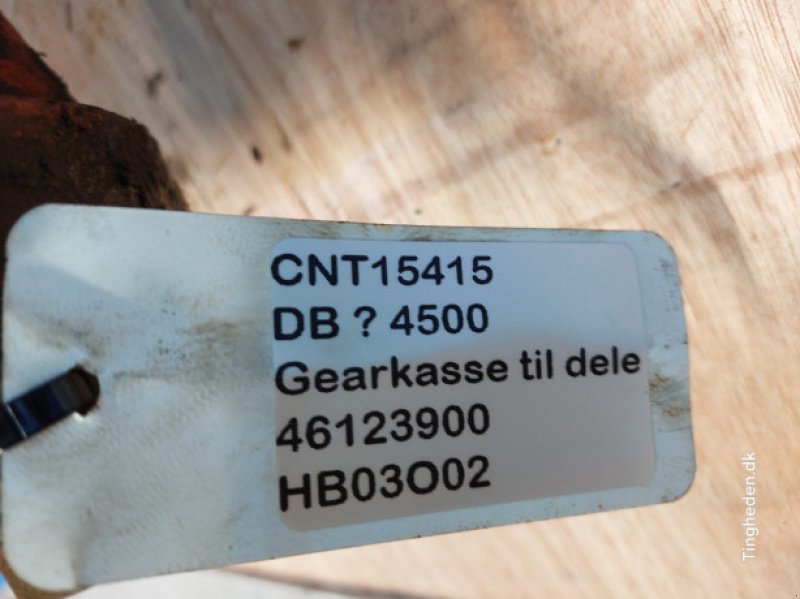 CNT15415
DB ? 4500
Gearkasse til dele
46123900
HB03O02
Tingheden.dk